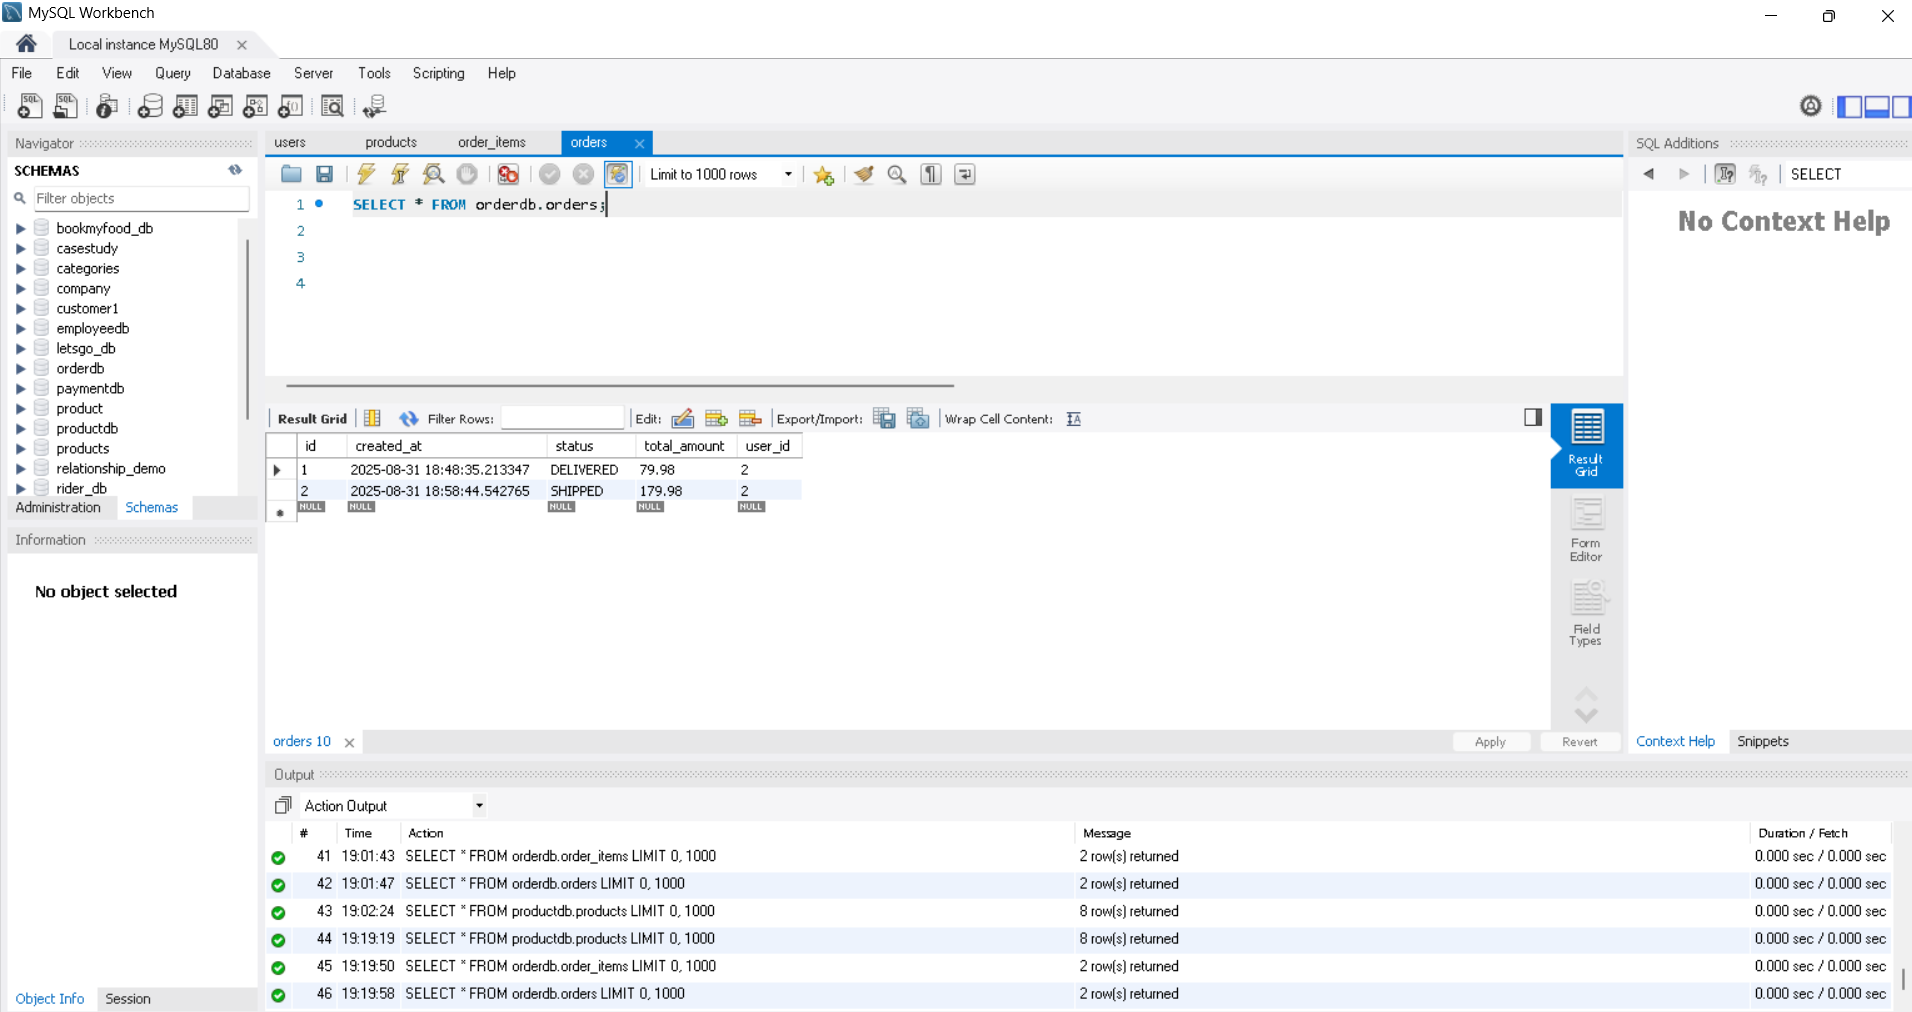 MySQL Workbench
Local instance MySQL80
File Edit View Query Database Server Tools Scripting Help
Navigator
SCHEMAS
Filter objects
bookmyfood_db
casestudy
categories
company
customer1
employeedb
letsgo_db
orderdb
paymentdb
product
productdb
products
relationship_demo
rider_db
Administration Schemas
Information
No object selected
Object Info Session
users products order_items orders
Limit to 1000 rows
1 SELECT * FROM orderdb.orders;
2
3
4
Result Grid Filter Rows: Edit: Export/Import: Wrap Cell Content:
id created_at status total_amount user_id
1 2025-08-31 18:48:35.213347 DELIVERED 79.98 2
2 2025-08-31 18:58:44.542765 SHIPPED 179.98 2
NULL NULL NULL NULL NULL
Result
Grid
Form
Editor
Field
Types
orders 10 Apply Revert
SQL Additions
SELECT
No Context Help
Context Help Snippets
Output
Action Output
# Time Action Message Duration / Fetch
41 19:01:43 SELECT * FROM orderdb.order_items LIMIT 0, 1000 2 row(s) returned 0.000 sec / 0.000 sec
42 19:01:47 SELECT * FROM orderdb.orders LIMIT 0, 1000 2 row(s) returned 0.000 sec / 0.000 sec
43 19:02:24 SELECT * FROM productdb.products LIMIT 0, 1000 8 row(s) returned 0.000 sec / 0.000 sec
44 19:19:19 SELECT * FROM productdb.products LIMIT 0, 1000 8 row(s) returned 0.000 sec / 0.000 sec
45 19:19:50 SELECT * FROM orderdb.order_items LIMIT 0, 1000 2 row(s) returned 0.000 sec / 0.000 sec
46 19:19:58 SELECT * FROM orderdb.orders LIMIT 0, 1000 2 row(s) returned 0.000 sec / 0.000 sec